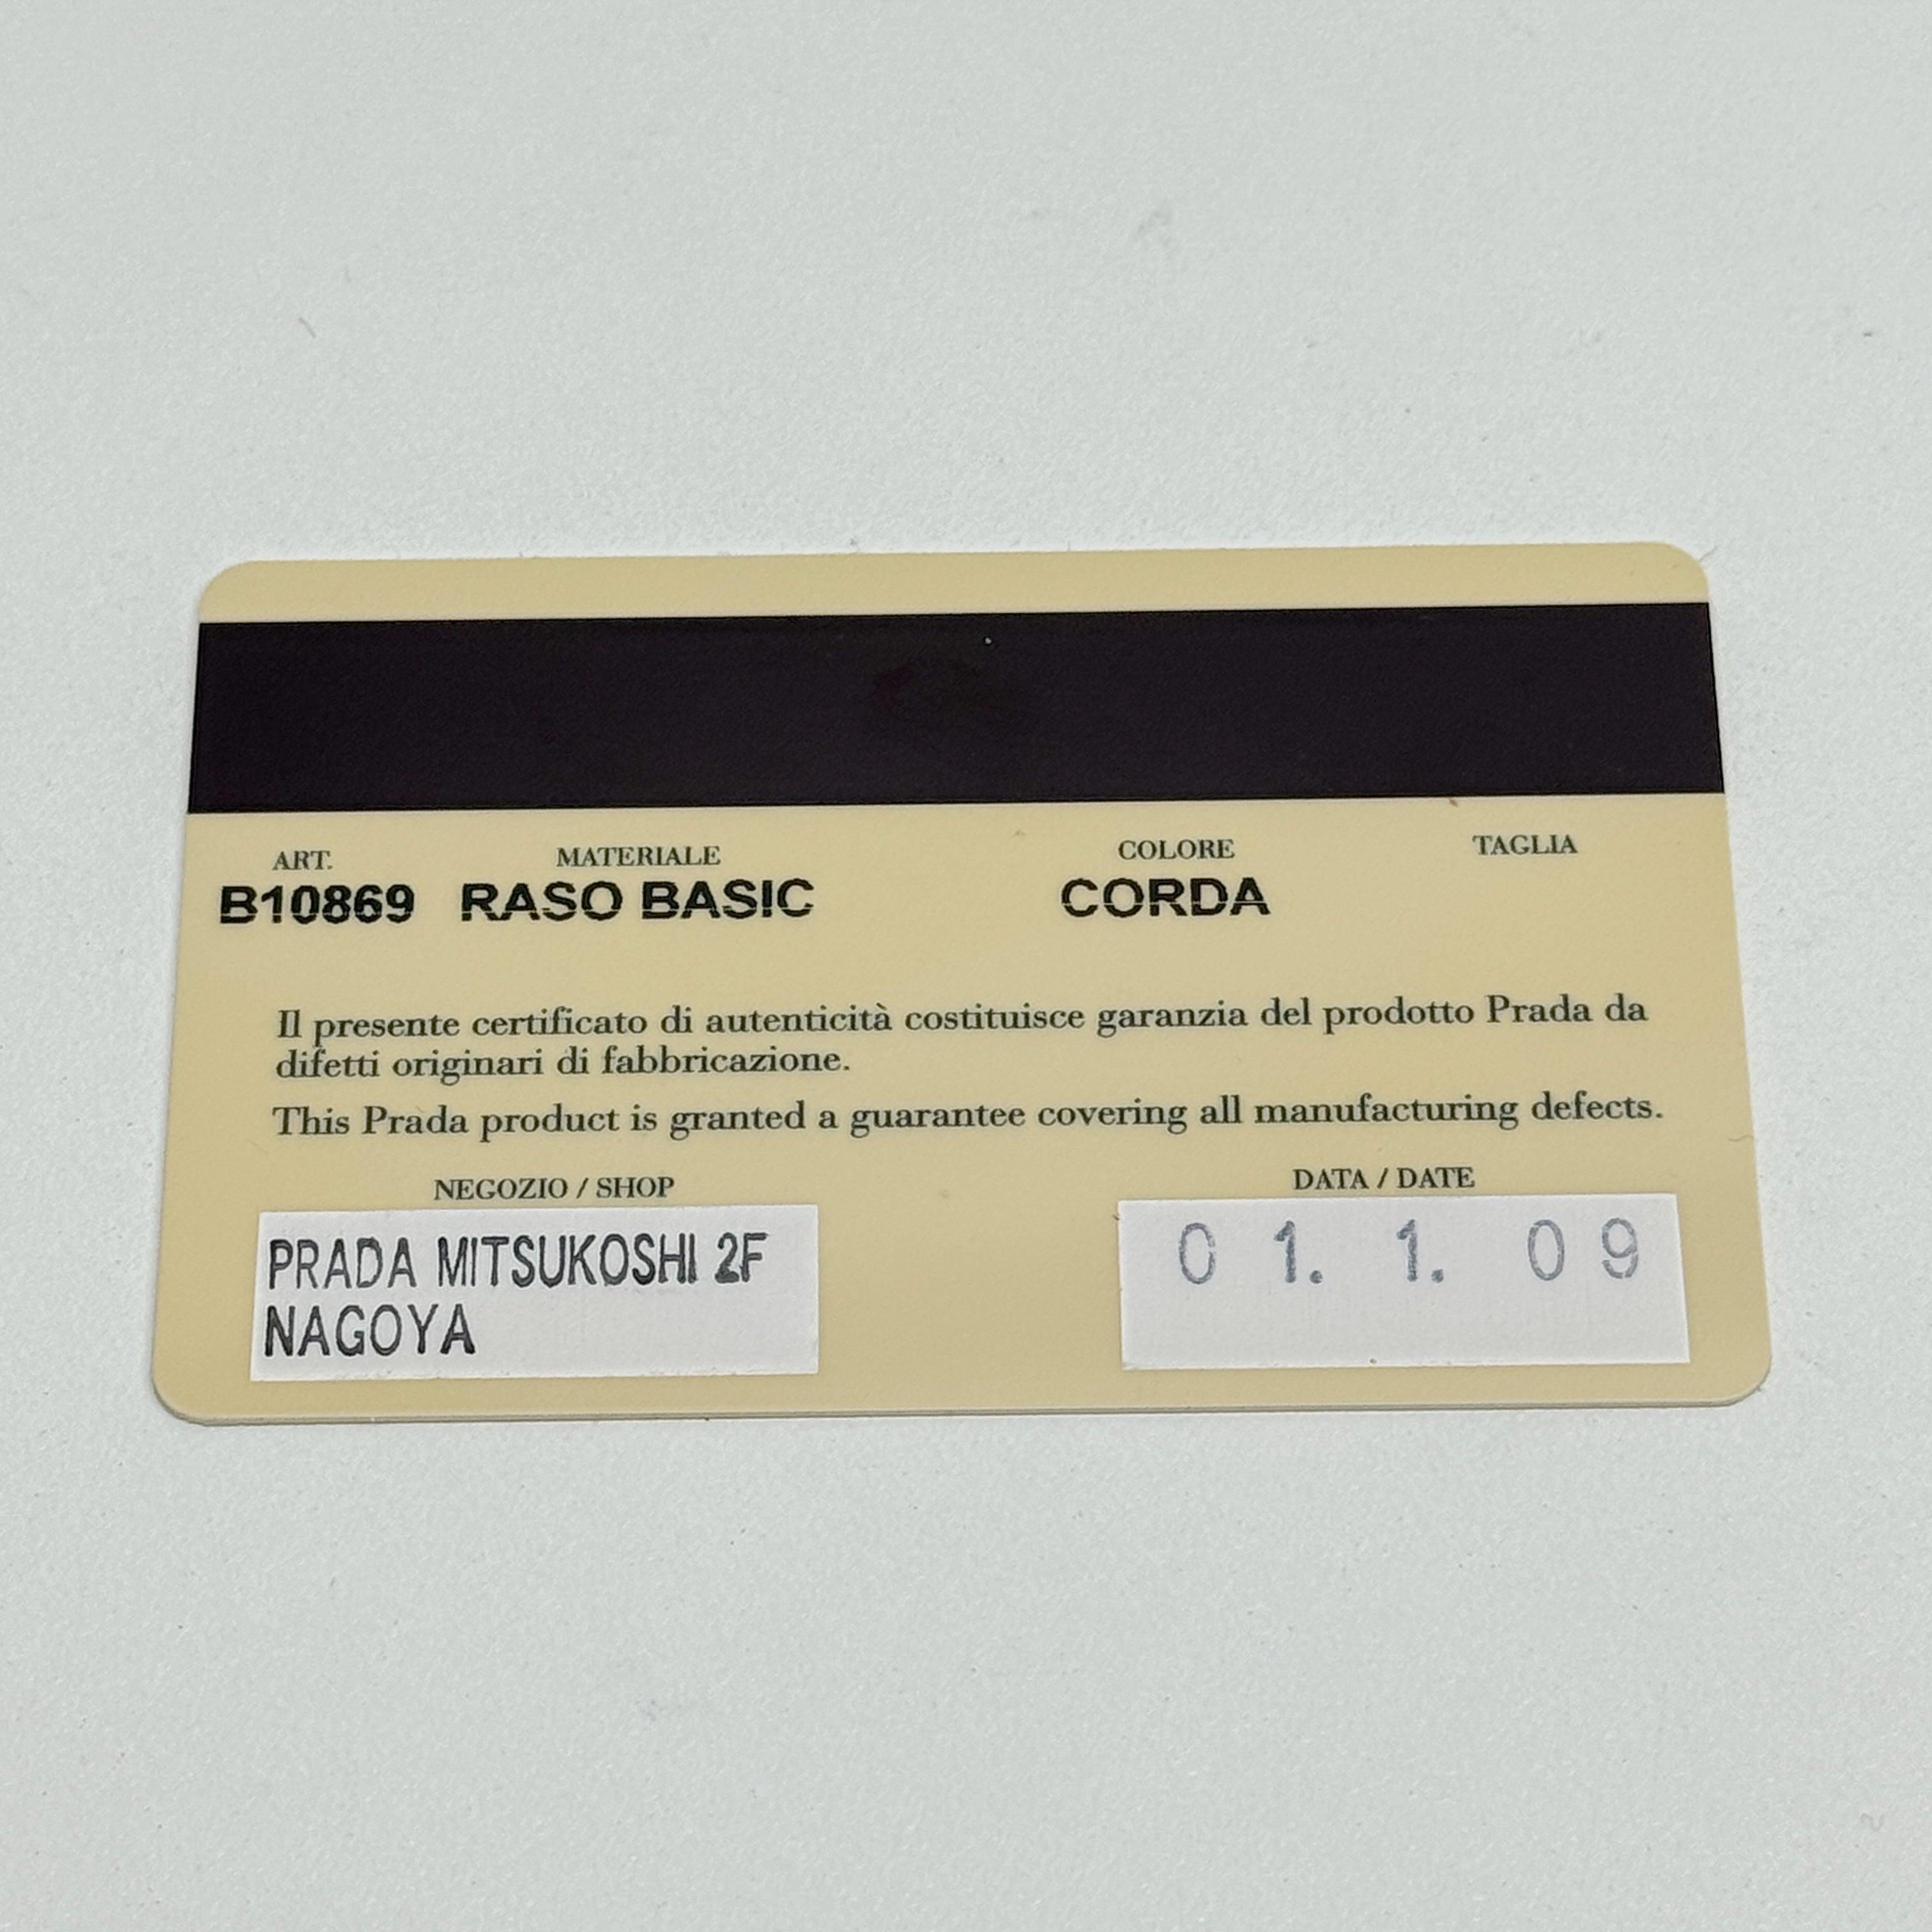 ART. MATERIALE COLORE TAGLIA
B10869 RASO BASIC CORDA
Il presente certificato di autenticità costituisce garanzia del prodotto Prada da
difetti originari di fabbricazione.
This Prada product is granted a guarantee covering all manufacturing defects.
NEGOZIO / SHOP DATA / DATE
PRADA MITSUKOSHI 2F 01. 1. 09
NAGOYA